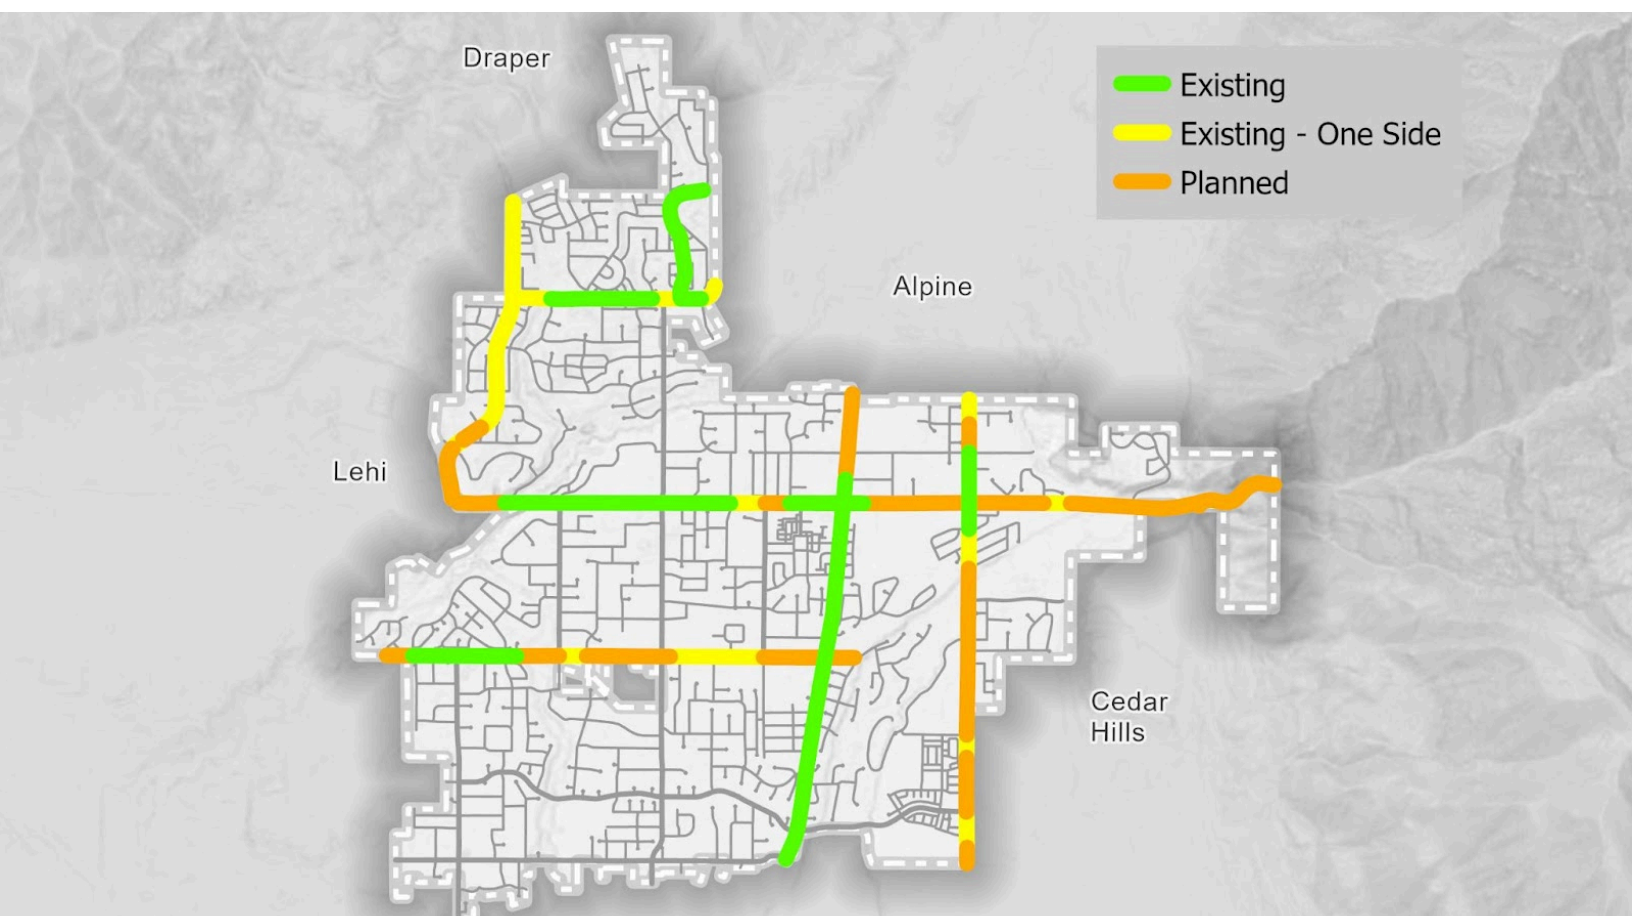 Draper
Existing
Existing - One Side
Planned
Alpine
Lehi
Cedar
Hills